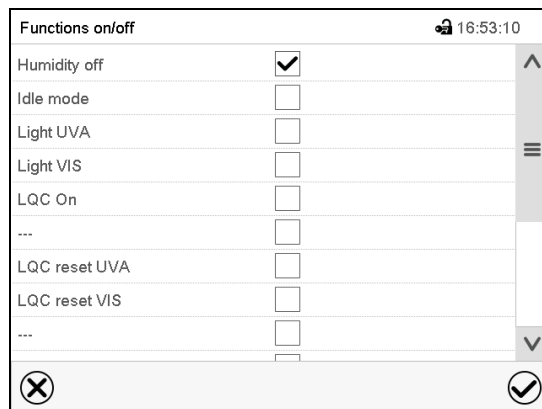 Functions on/off 16:53:10
Humidity off
Idle mode
Light UVA
Light VIS
LQC On
---
LQC reset UVA
LQC reset VIS
---